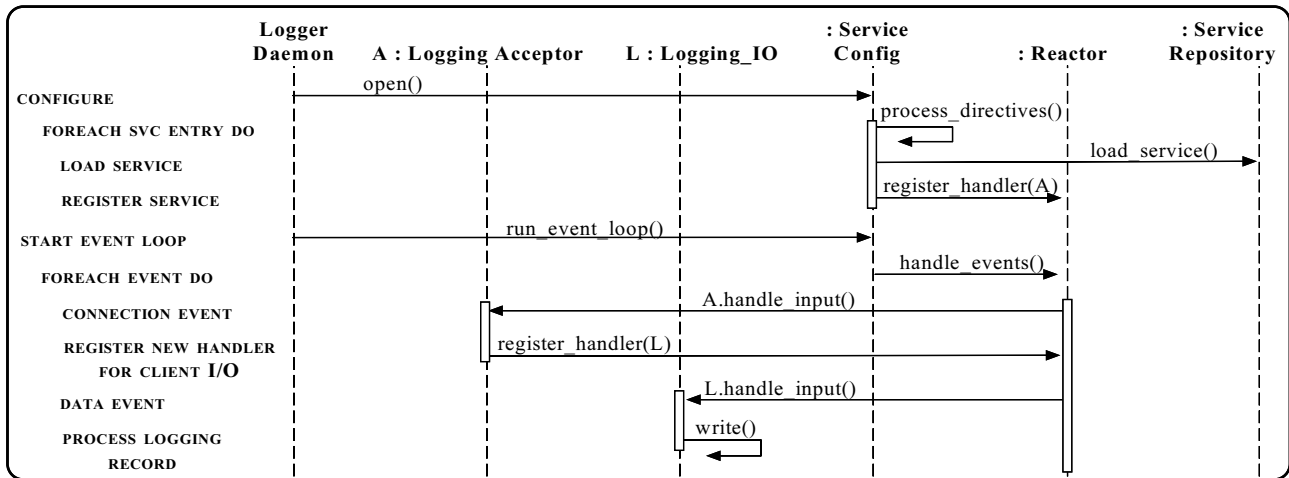 Logger
Daemon
A : Logging Acceptor
L : Logging_IO
: Service
Config
: Reactor
: Service
Repository
open()
CONFIGURE
process_directives()
FOREACH SVC ENTRY DO
load_service()
LOAD SERVICE
register_handler(A)
REGISTER SERVICE
run_event_loop()
START EVENT LOOP
handle_events()
FOREACH EVENT DO
A.handle_input()
CONNECTION EVENT
register_handler(L)
REGISTER NEW HANDLER
FOR CLIENT I/O
L.handle_input()
DATA EVENT
write()
PROCESS LOGGING
RECORD